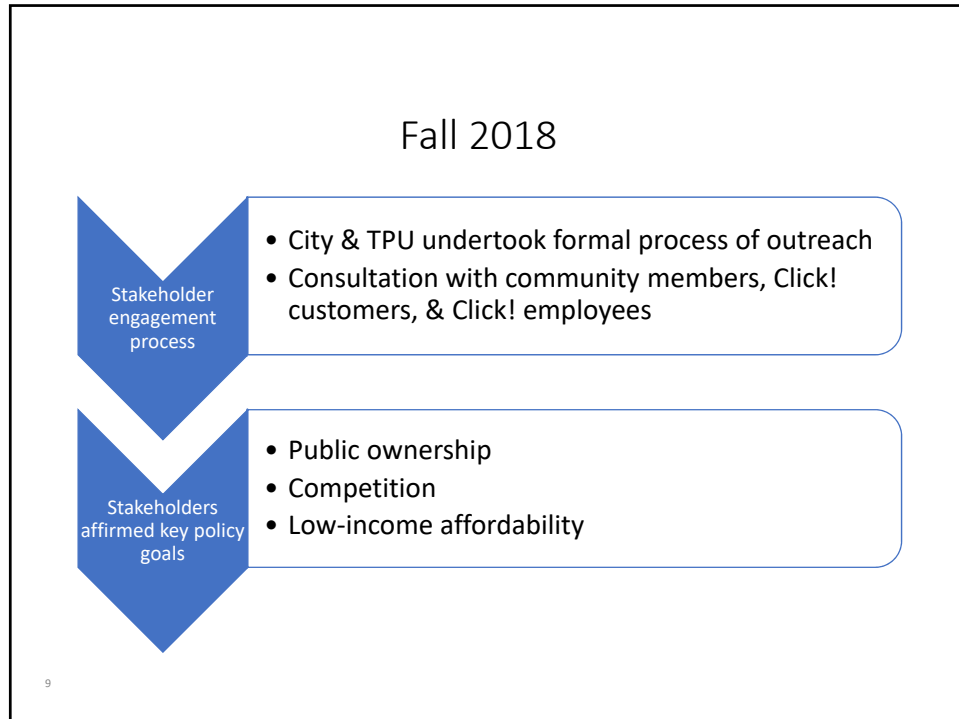 Fall 2018
Stakeholder
engagement
process
• City & TPU undertook formal process of outreach
• Consultation with community members, Click!
customers, & Click! employees
Stakeholders
affirmed key policy
goals
• Public ownership
• Competition
• Low-income affordability
9